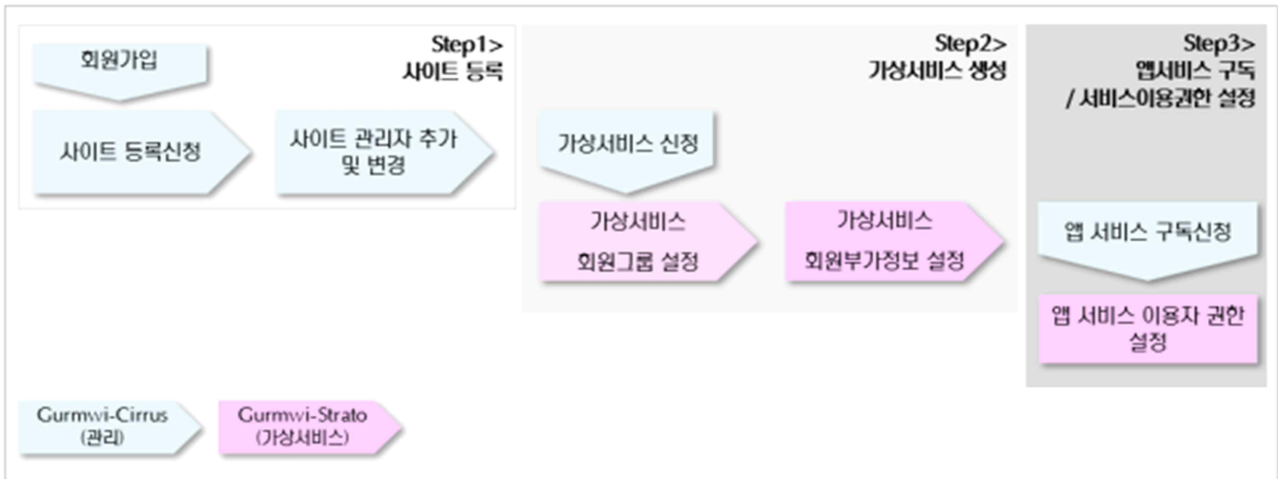 Step1>
사이트 등록
회원가입
사이트 등록신청
사이트 관리자 추가
및 변경
Step2>
가상서비스 생성
가상서비스 신청
가상서비스
회원그룹 설정
가상서비스
회원부가정보 설정
Step3>
앱서비스 구독
/ 서비스이용권한 설정
앱 서비스 구독신청
앱 서비스 이용자 권한
설정
Gurmwi-Cirrus
(관리)
Gurmwi-Strato
(가상서비스)